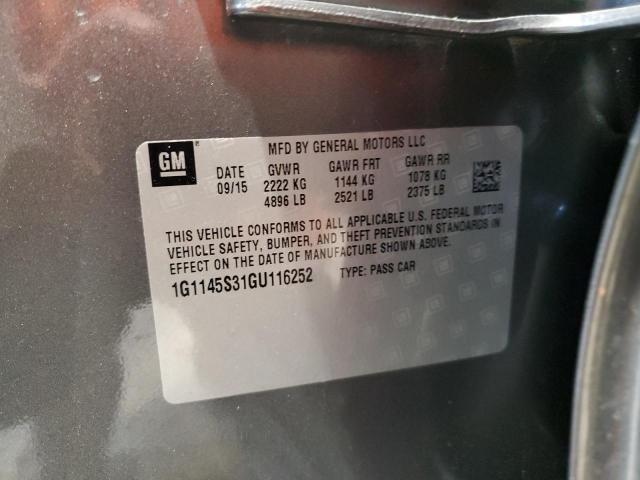 MFD BY GENERAL MOTORS LLC
GM ®
DATE GVWR GAWR FRT GAWR RR
09/15 2222 KG 1144 KG 1078 KG
4896 LB 2521 LB 2375 LB
THIS VEHICLE CONFORMS TO ALL APPLICABLE U.S. FEDERAL MOTOR
VEHICLE SAFETY, BUMPER, AND THEFT PREVENTION STANDARDS IN
EFFECT ON THE DATE OF MANUFACTURE SHOWN ABOVE.
1G1145S31GU116252 TYPE: PASS CAR